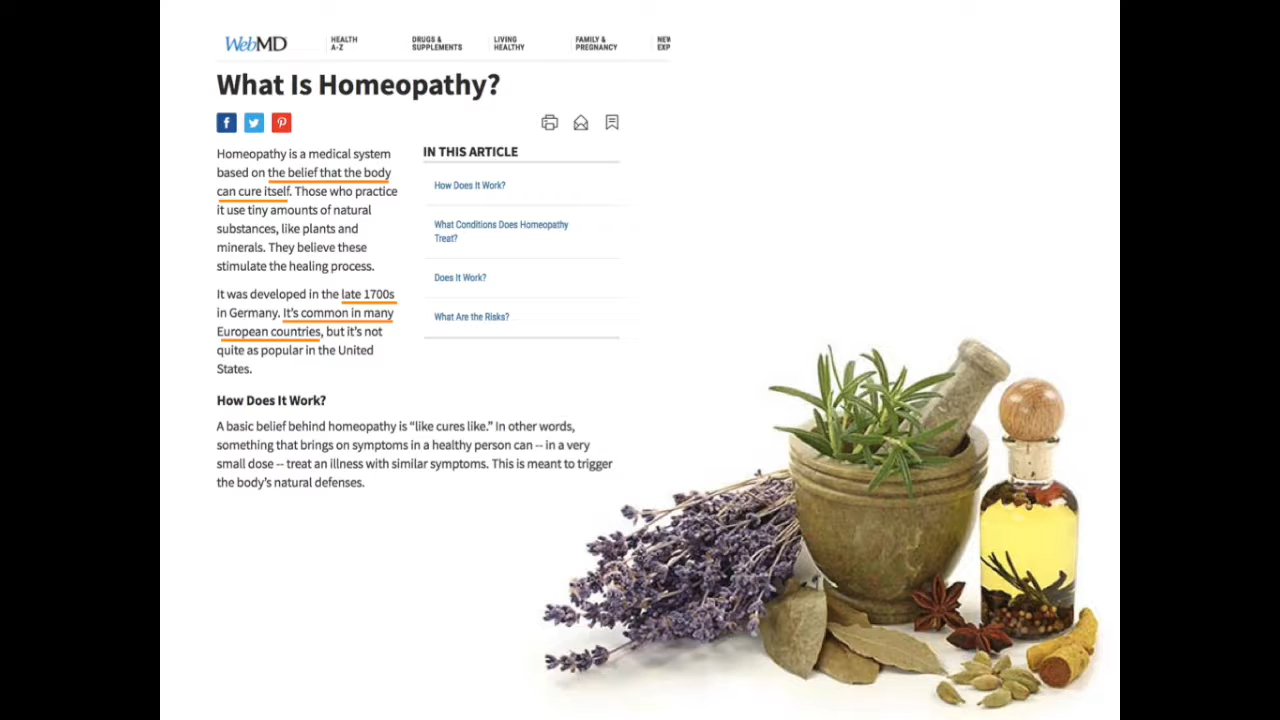 WebMD
HEALTH
A-Z
DRUGS &
SUPPLEMENTS
LIVING
HEALTHY
FAMILY &
PREGNANCY
NEW
EXP
What Is Homeopathy?
Homeopathy is a medical system
based on the belief that the body
can cure itself. Those who practice
it use tiny amounts of natural
substances, like plants and
minerals. They believe these
stimulate the healing process.
It was developed in the late 1700s
in Germany. It's common in many
European countries, but it's not
quite as popular in the United
States.
IN THIS ARTICLE
How Does It Work?
What Conditions Does Homeopathy
Treat?
Does It Work?
What Are the Risks?
How Does It Work?
A basic belief behind homeopathy is “like cures like.” In other words,
something that brings on symptoms in a healthy person can -- in a very
small dose -- treat an illness with similar symptoms. This is meant to trigger
the body's natural defenses.